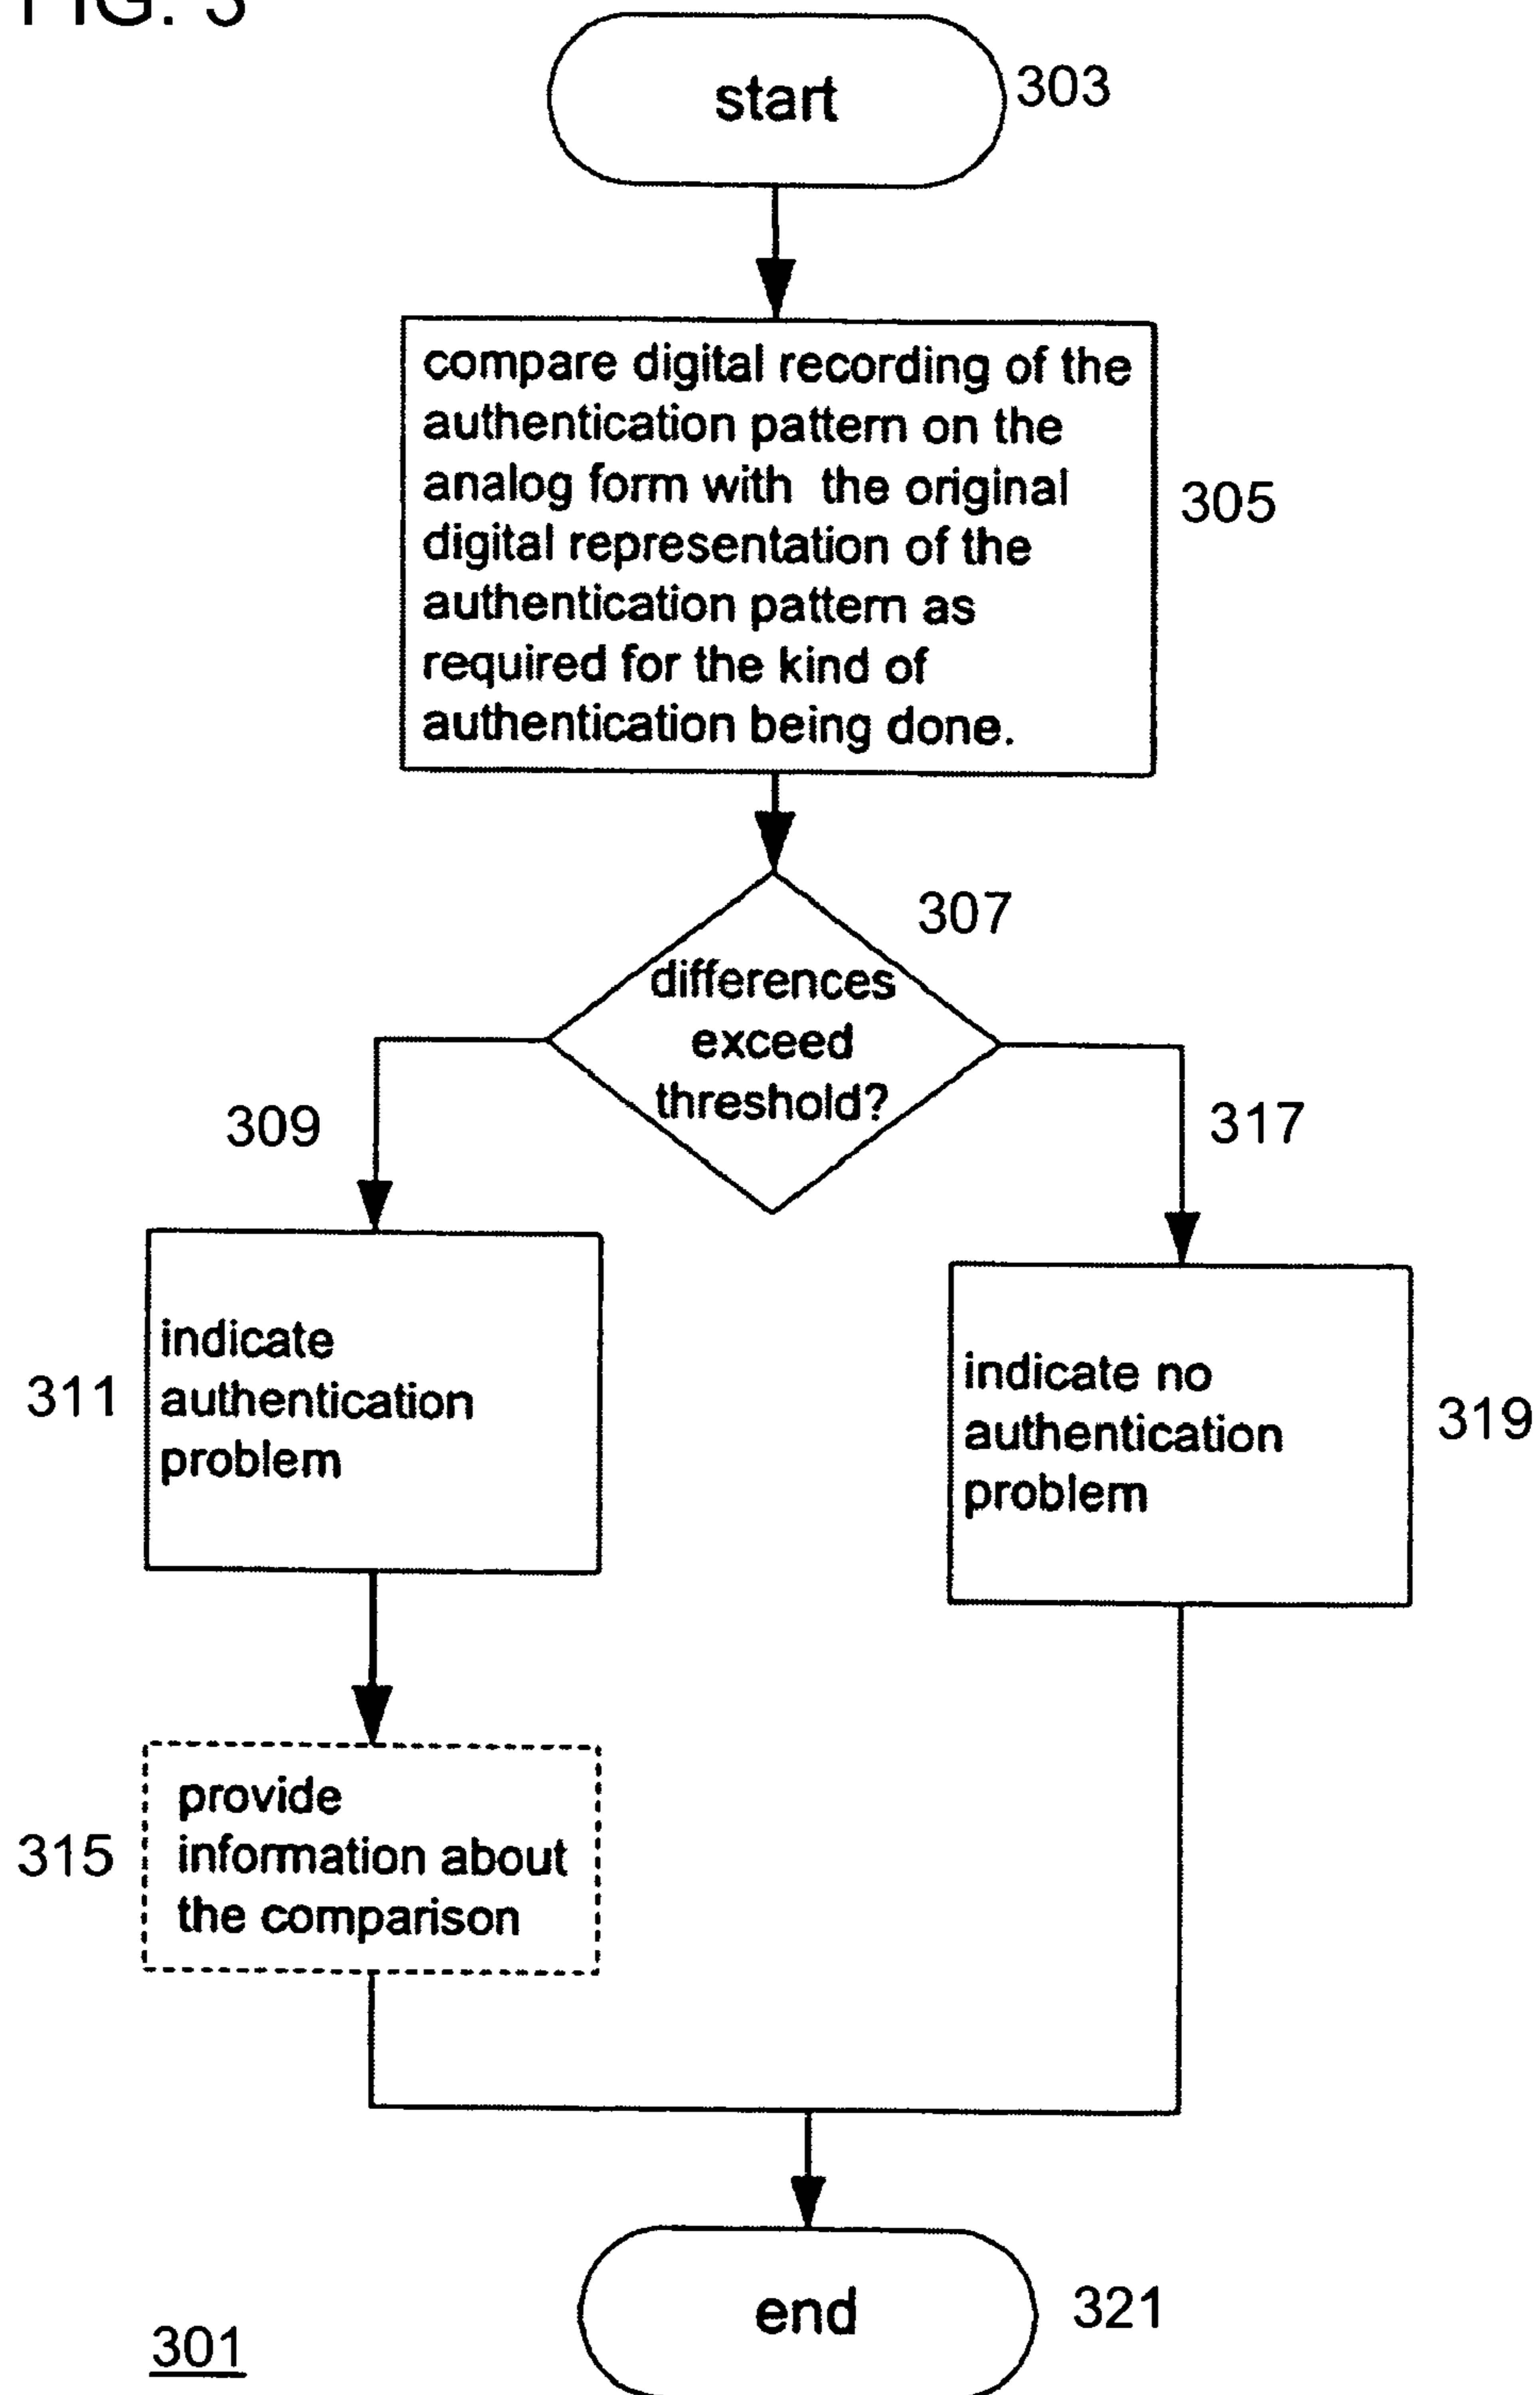 FIG. 3
start
303
compare digital recording of the
authentication pattern on the
analog form with the original
digital representation of the
authentication pattern as
required for the kind of
authentication being done.
305
307
differences
exceed
threshold?
309
317
indicate
authentication
problem
311
indicate no
authentication
problem
319
provide
information about
the comparison
315
end
321
301